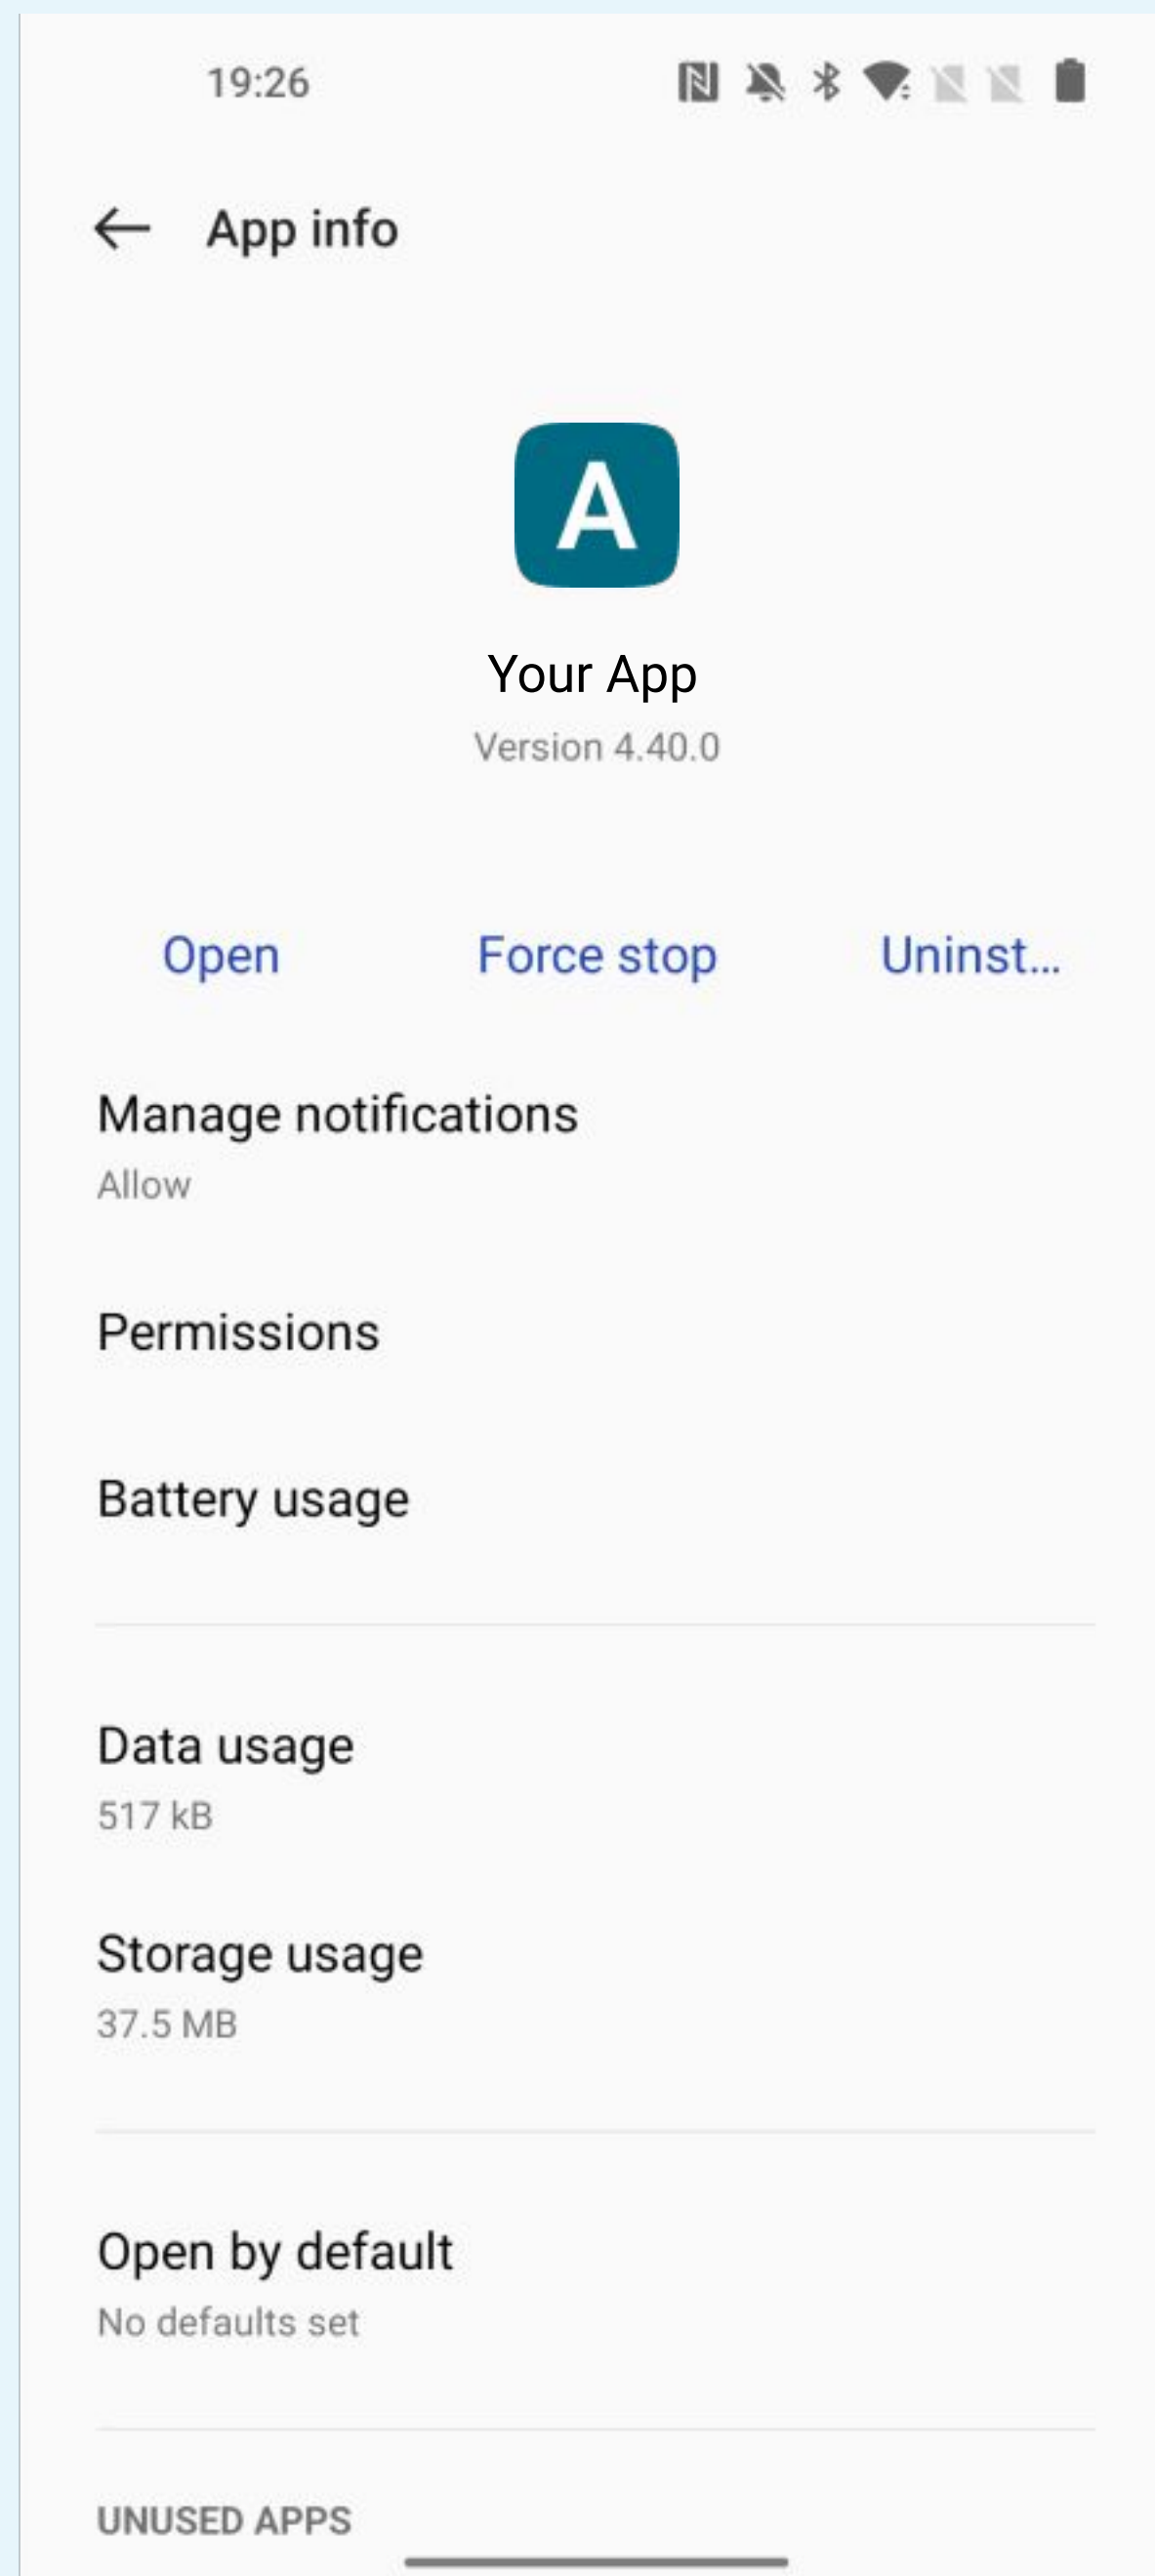 19:26
App info
A
Your App
Version 4.40.0
Open Force stop Uninst...
Manage notifications
Allow
Permissions
Battery usage
Data usage
517 kB
Storage usage
37.5 MB
Open by default
No defaults set
UNUSED APPS